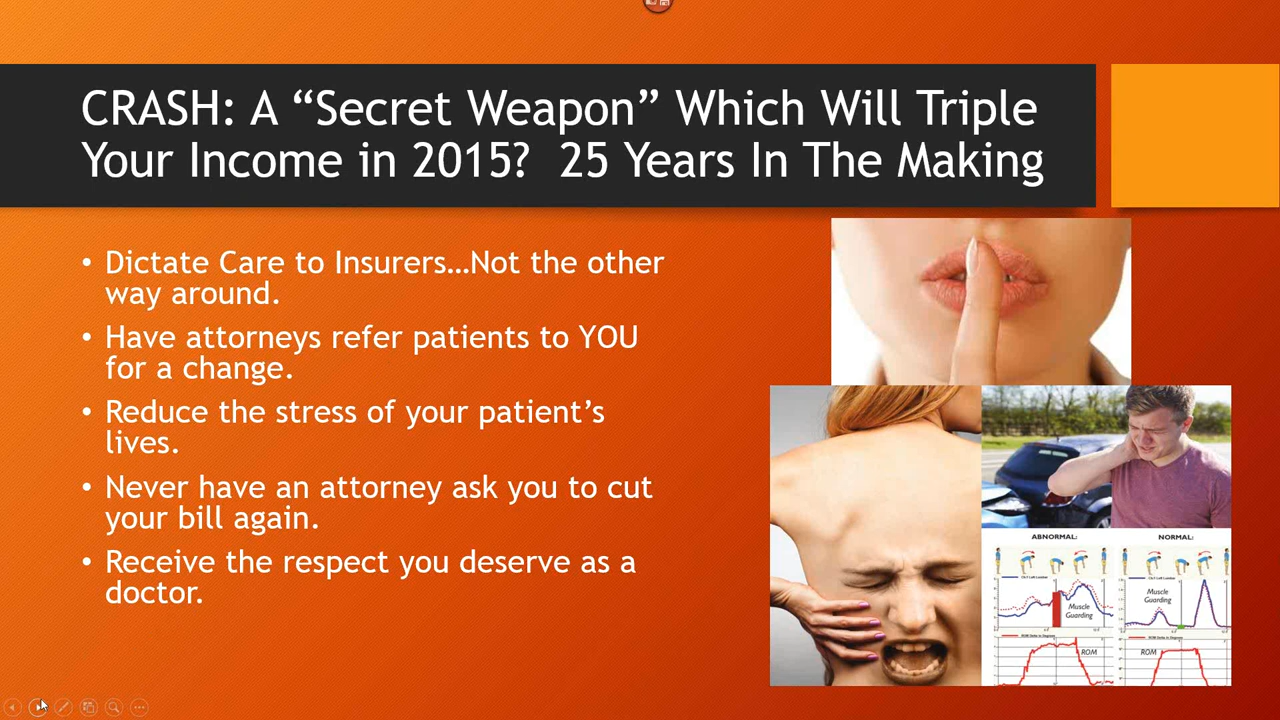 CRASH: A “Secret Weapon” Which Will Triple
Your Income in 2015?  25 Years In The Making
• Dictate Care to Insurers…Not the other
way around.
• Have attorneys refer patients to YOU
for a change.
• Reduce the stress of your patient’s
lives.
• Never have an attorney ask you to cut
your bill again.
• Receive the respect you deserve as a
doctor.
ABNORMAL:
NORMAL:
Muscle
Guarding
ROM
Muscle
Guarding
ROM